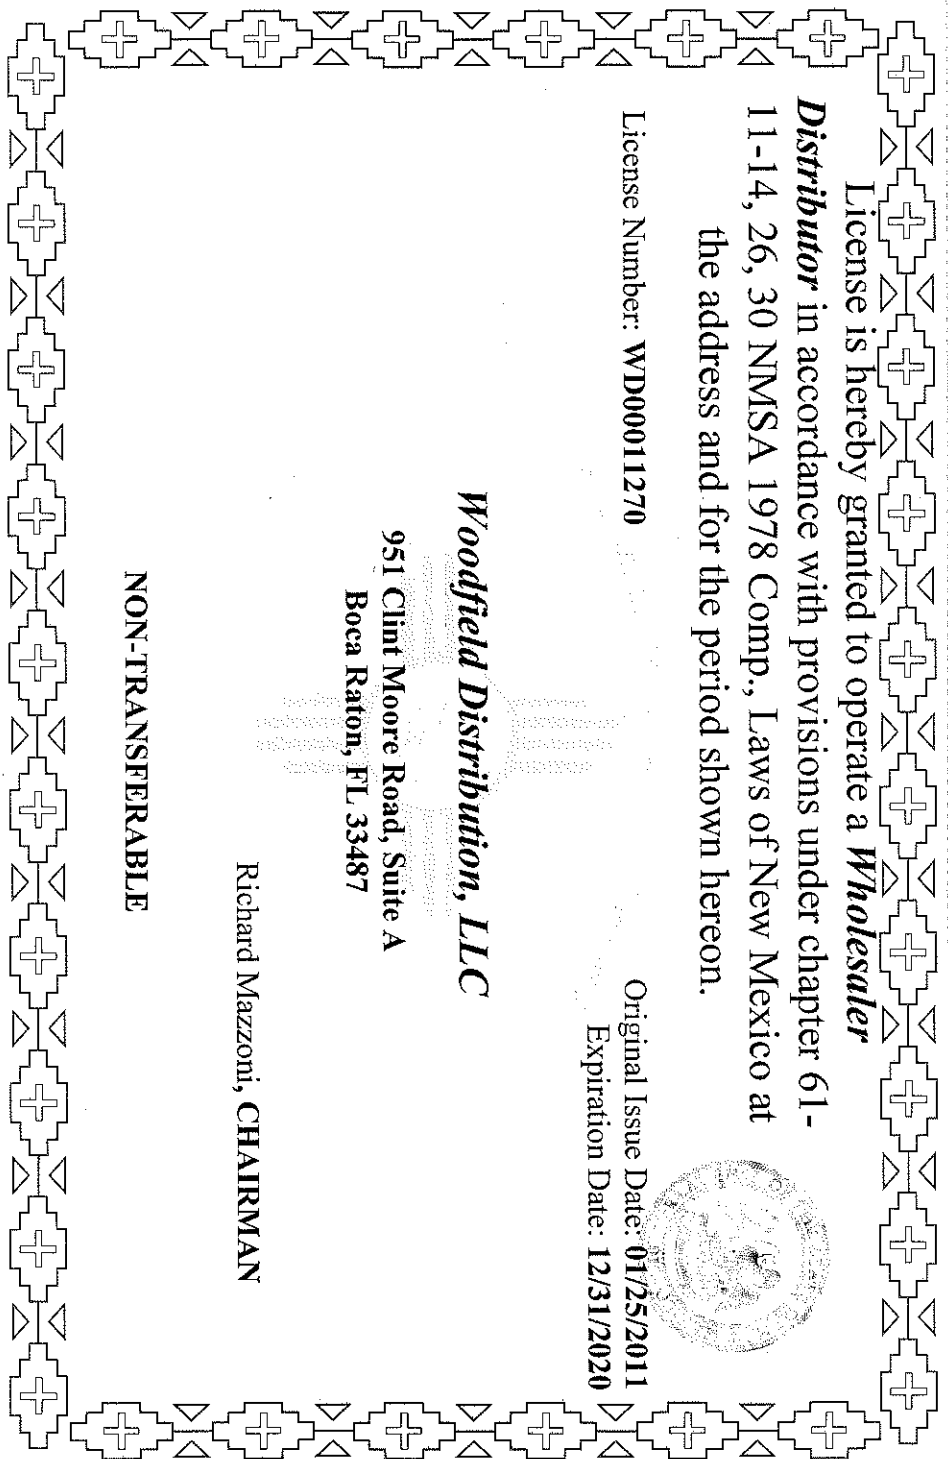 License is hereby granted to operate a Wholesaler
Distributor in accordance with provisions under chapter 61-
11-14, 26, 30 NMSA 1978 Comp., Laws of New Mexico at
the address and for the period shown hereon.
License Number: WD00011270
Original Issue Date: 01/25/2011
Expiration Date: 12/31/2020
Woodfield Distribution, LLC
951 Clint Moore Road, Suite A
Boca Raton, FL 33487
Richard Mazzoni, CHAIRMAN
NON-TRANSFERABLE